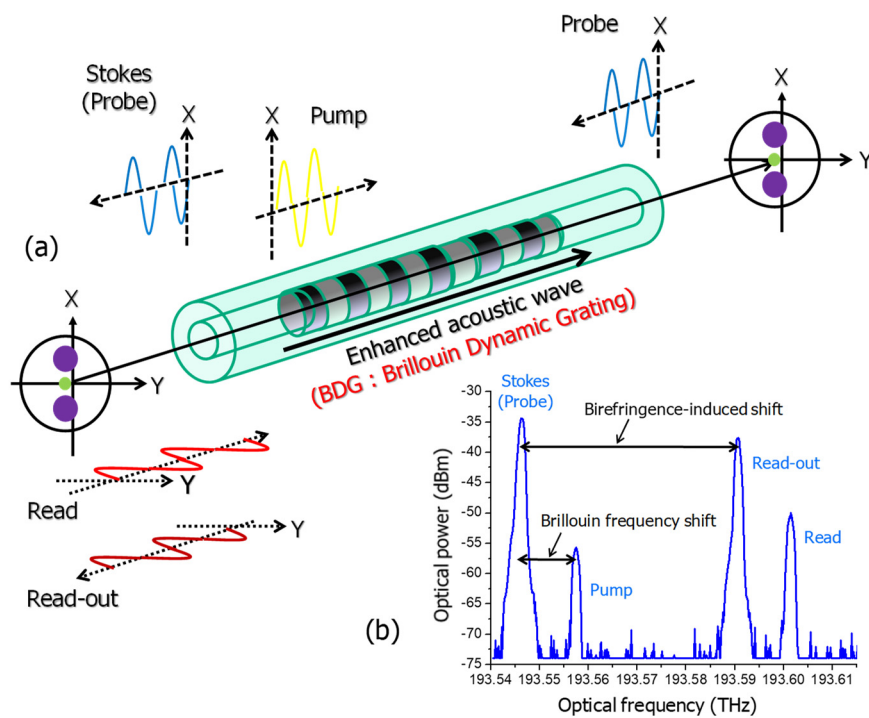 Stokes
(Probe)
X
X
Pump
Probe
X
X
Y
(a)
X
Y
Enhanced acoustic wave
(BDG : Brillouin Dynamic Grating)
Y
Read
Y
Read-out
(b)
Stokes
(Probe)
Birefringence-induced shift
Read-out
Brillouin frequency shift
Read
Pump
Optical power (dBm)
-30
-35
-40
-45
-50
-55
-60
-65
-70
-75
193.54 193.55 193.56 193.57 193.58 193.59 193.60 193.61
Optical frequency (THz)